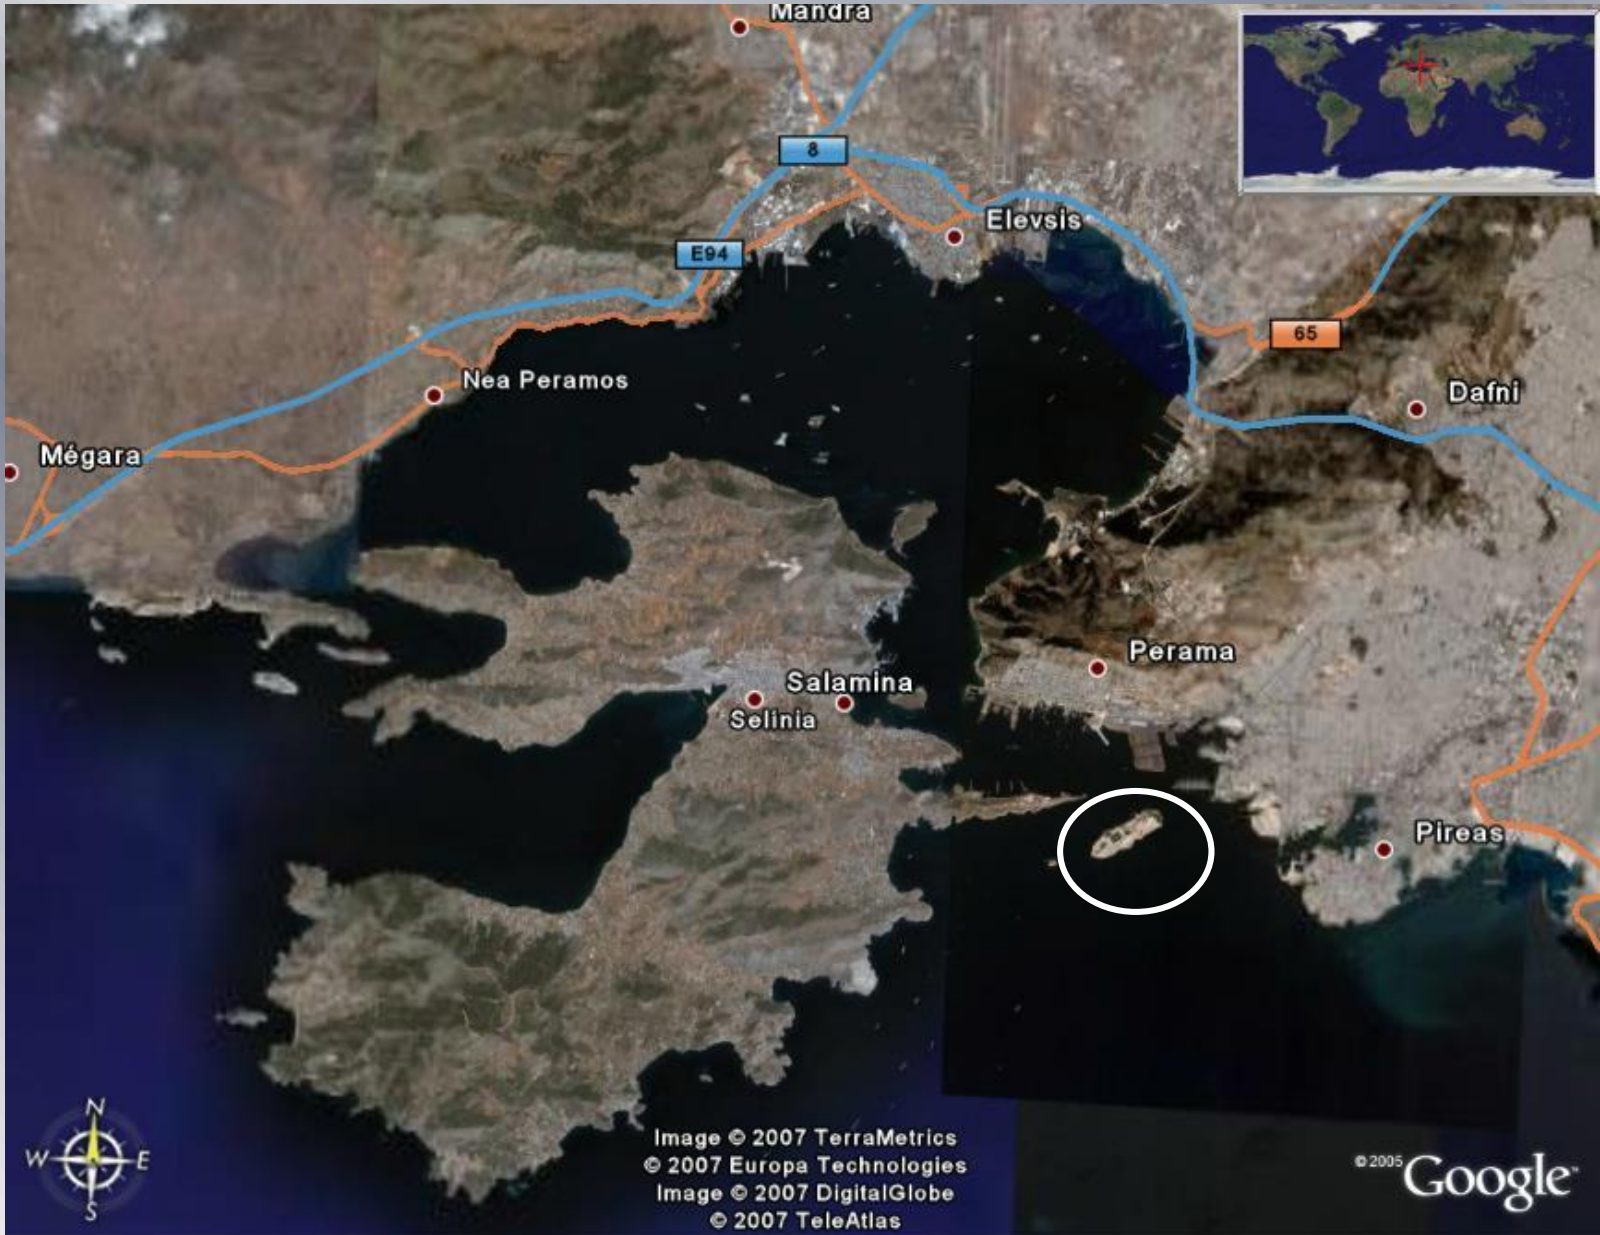 Mandra
8
Elevsis
E94
65
Nea Peramos
Dafni
Mégara
Perama
Salamina
Selinia
Pireas
N
W E
S
Image © 2007 TerraMetrics
© 2007 Europa Technologies
Image © 2007 DigitalGlobe
© 2007 TeleAtlas
© 2005 Google™